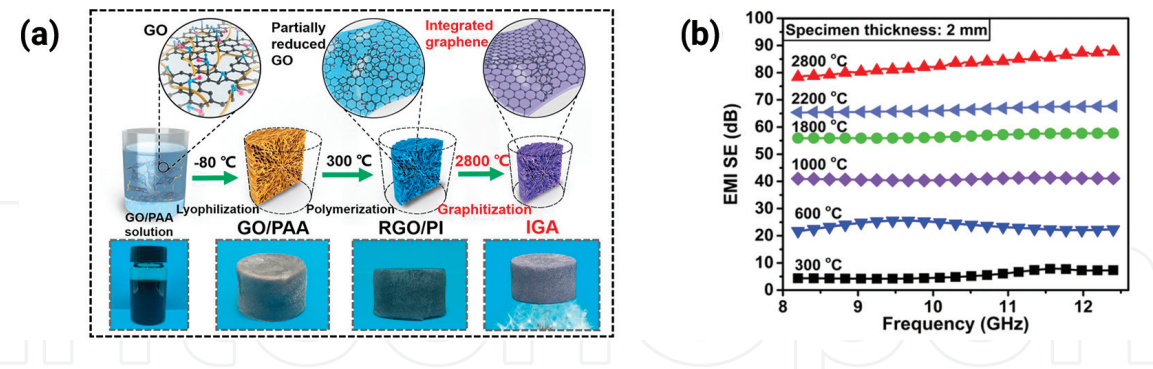 (a)
GO
Partially
reduced
GO
Integrated
graphene
-80 ℃
300 ℃
2800 ℃
Lyophilization
Polymerization
Graphitization
GO/PAA
solution
GO/PAA
RGO/PI
IGA
(b)
Specimen thickness: 2 mm
2800 °C
2200 °C
1800 °C
1000 °C
600 °C
300 °C
90
80
70
60
50
40
30
20
10
0
100
EMI SE (dB)
8
9
10
11
12
Frequency (GHz)